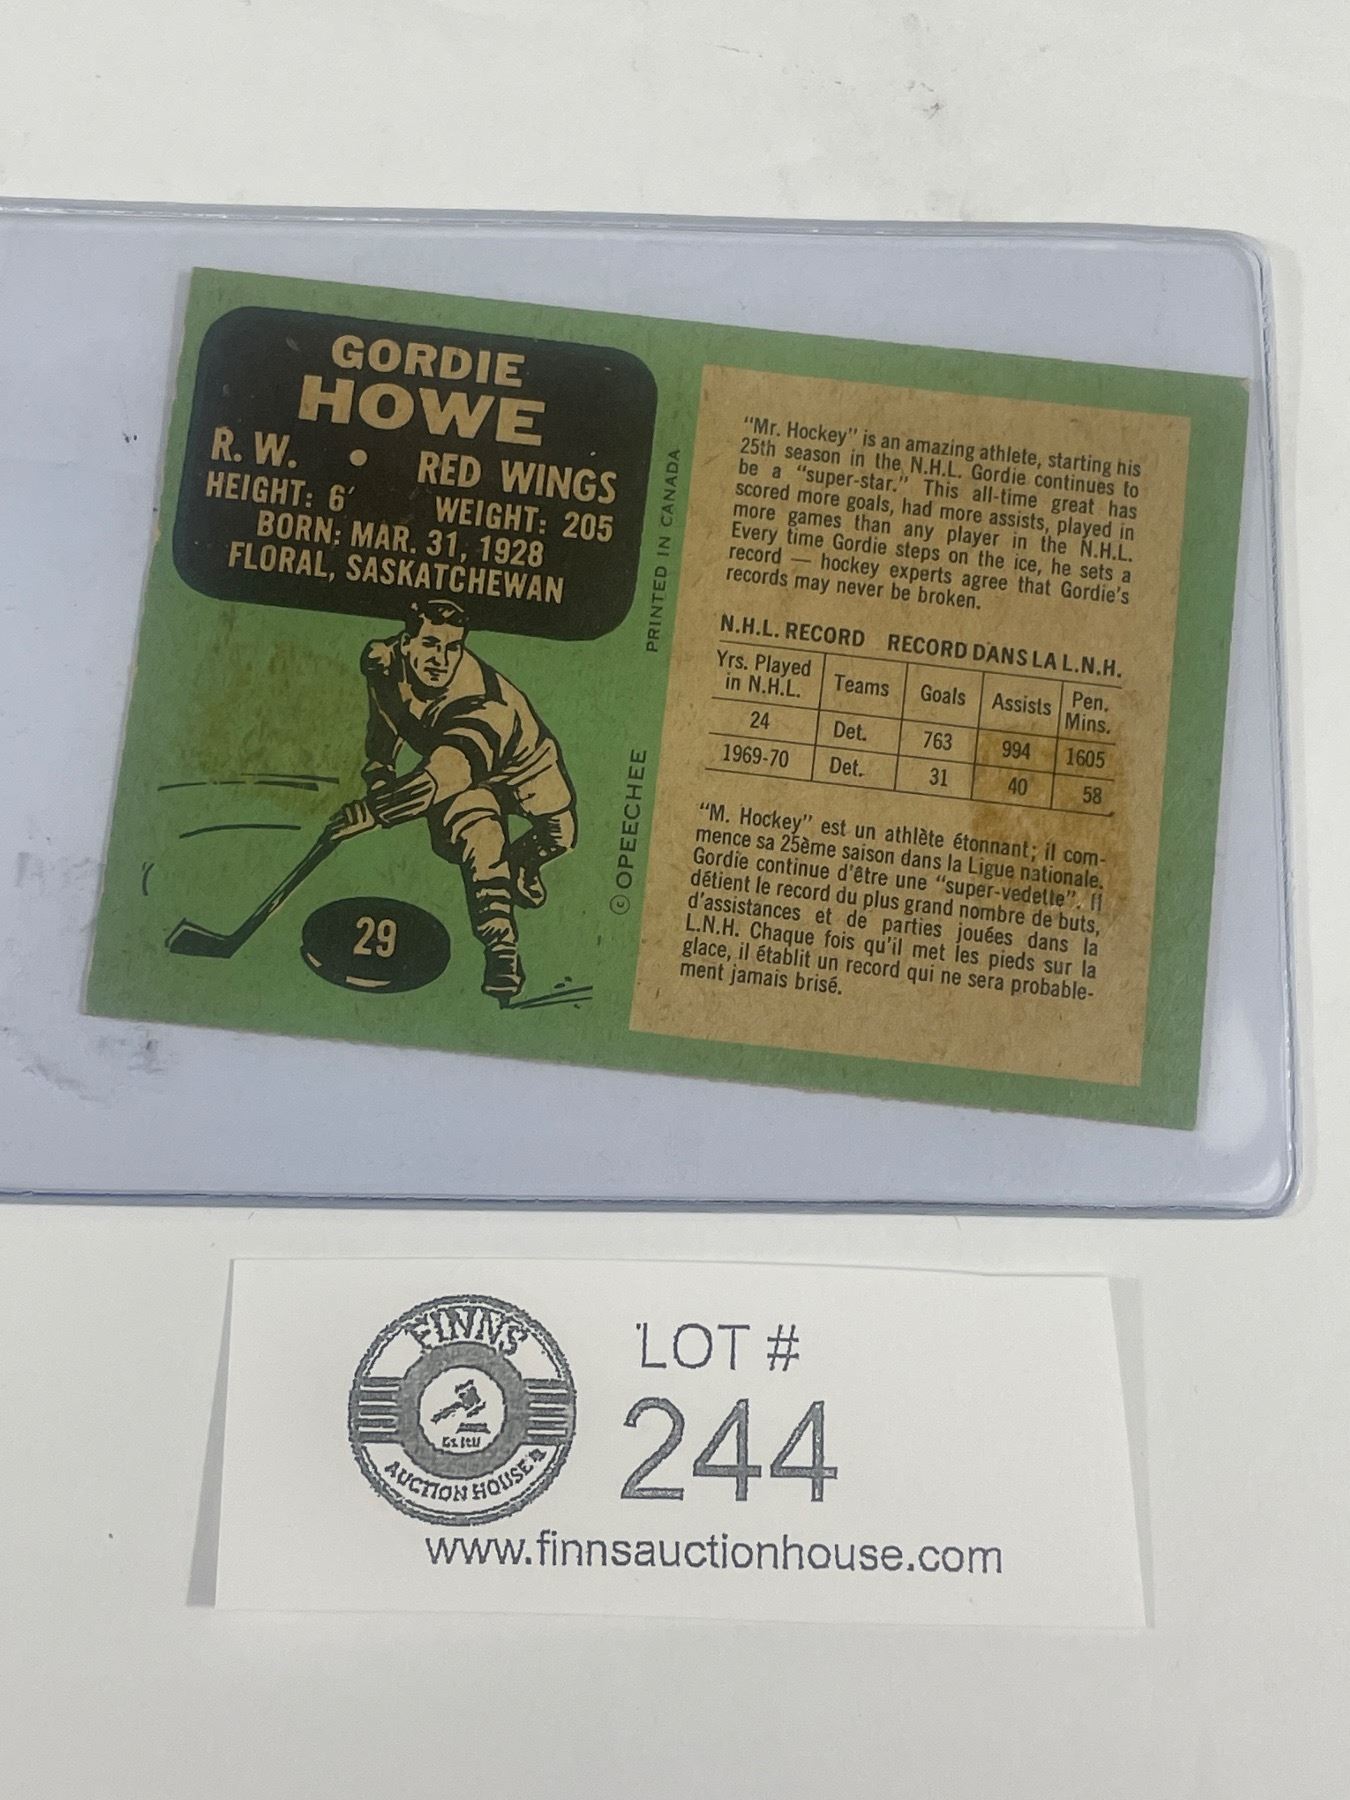 GORDIE
HOWE
R. W. • RED WINGS
HEIGHT: 6′ WEIGHT: 205
BORN: MAR. 31, 1928
FLORAL, SASKATCHEWAN
29
© OPEECHEE
PRINTED IN CANADA
"Mr. Hockey" is an amazing athlete, starting his
25th season in the N.H.L. Gordie continues to
be a "super-star." This all-time great has
scored more goals, had more assists, played in
more games than any player in the N.H.L.
Every time Gordie steps on the ice, he sets a
record — hockey experts agree that Gordie's
records may never be broken.
N.H.L. RECORD RECORD DANS LA L.N.H.
Yrs. Played in N.H.L. Teams Goals Assists Pen. Mins.
24 Det. 763 994 1605
1969-70 Det. 31 40 58
"M. Hockey" est un athlète étonnant; il com-
mence sa 25ème saison dans la Ligue nationale.
Gordie continue d'être une "super-vedette". Il
détient le record du plus grand nombre de buts,
d'assistances et de parties jouées dans la
L.N.H. Chaque fois qu'il met les pieds sur la
glace, il établit un record qui ne sera probable-
ment jamais brisé.
FINNS
AUCTION HOUSE
LOT #
244
www.finnsauctionhouse.com